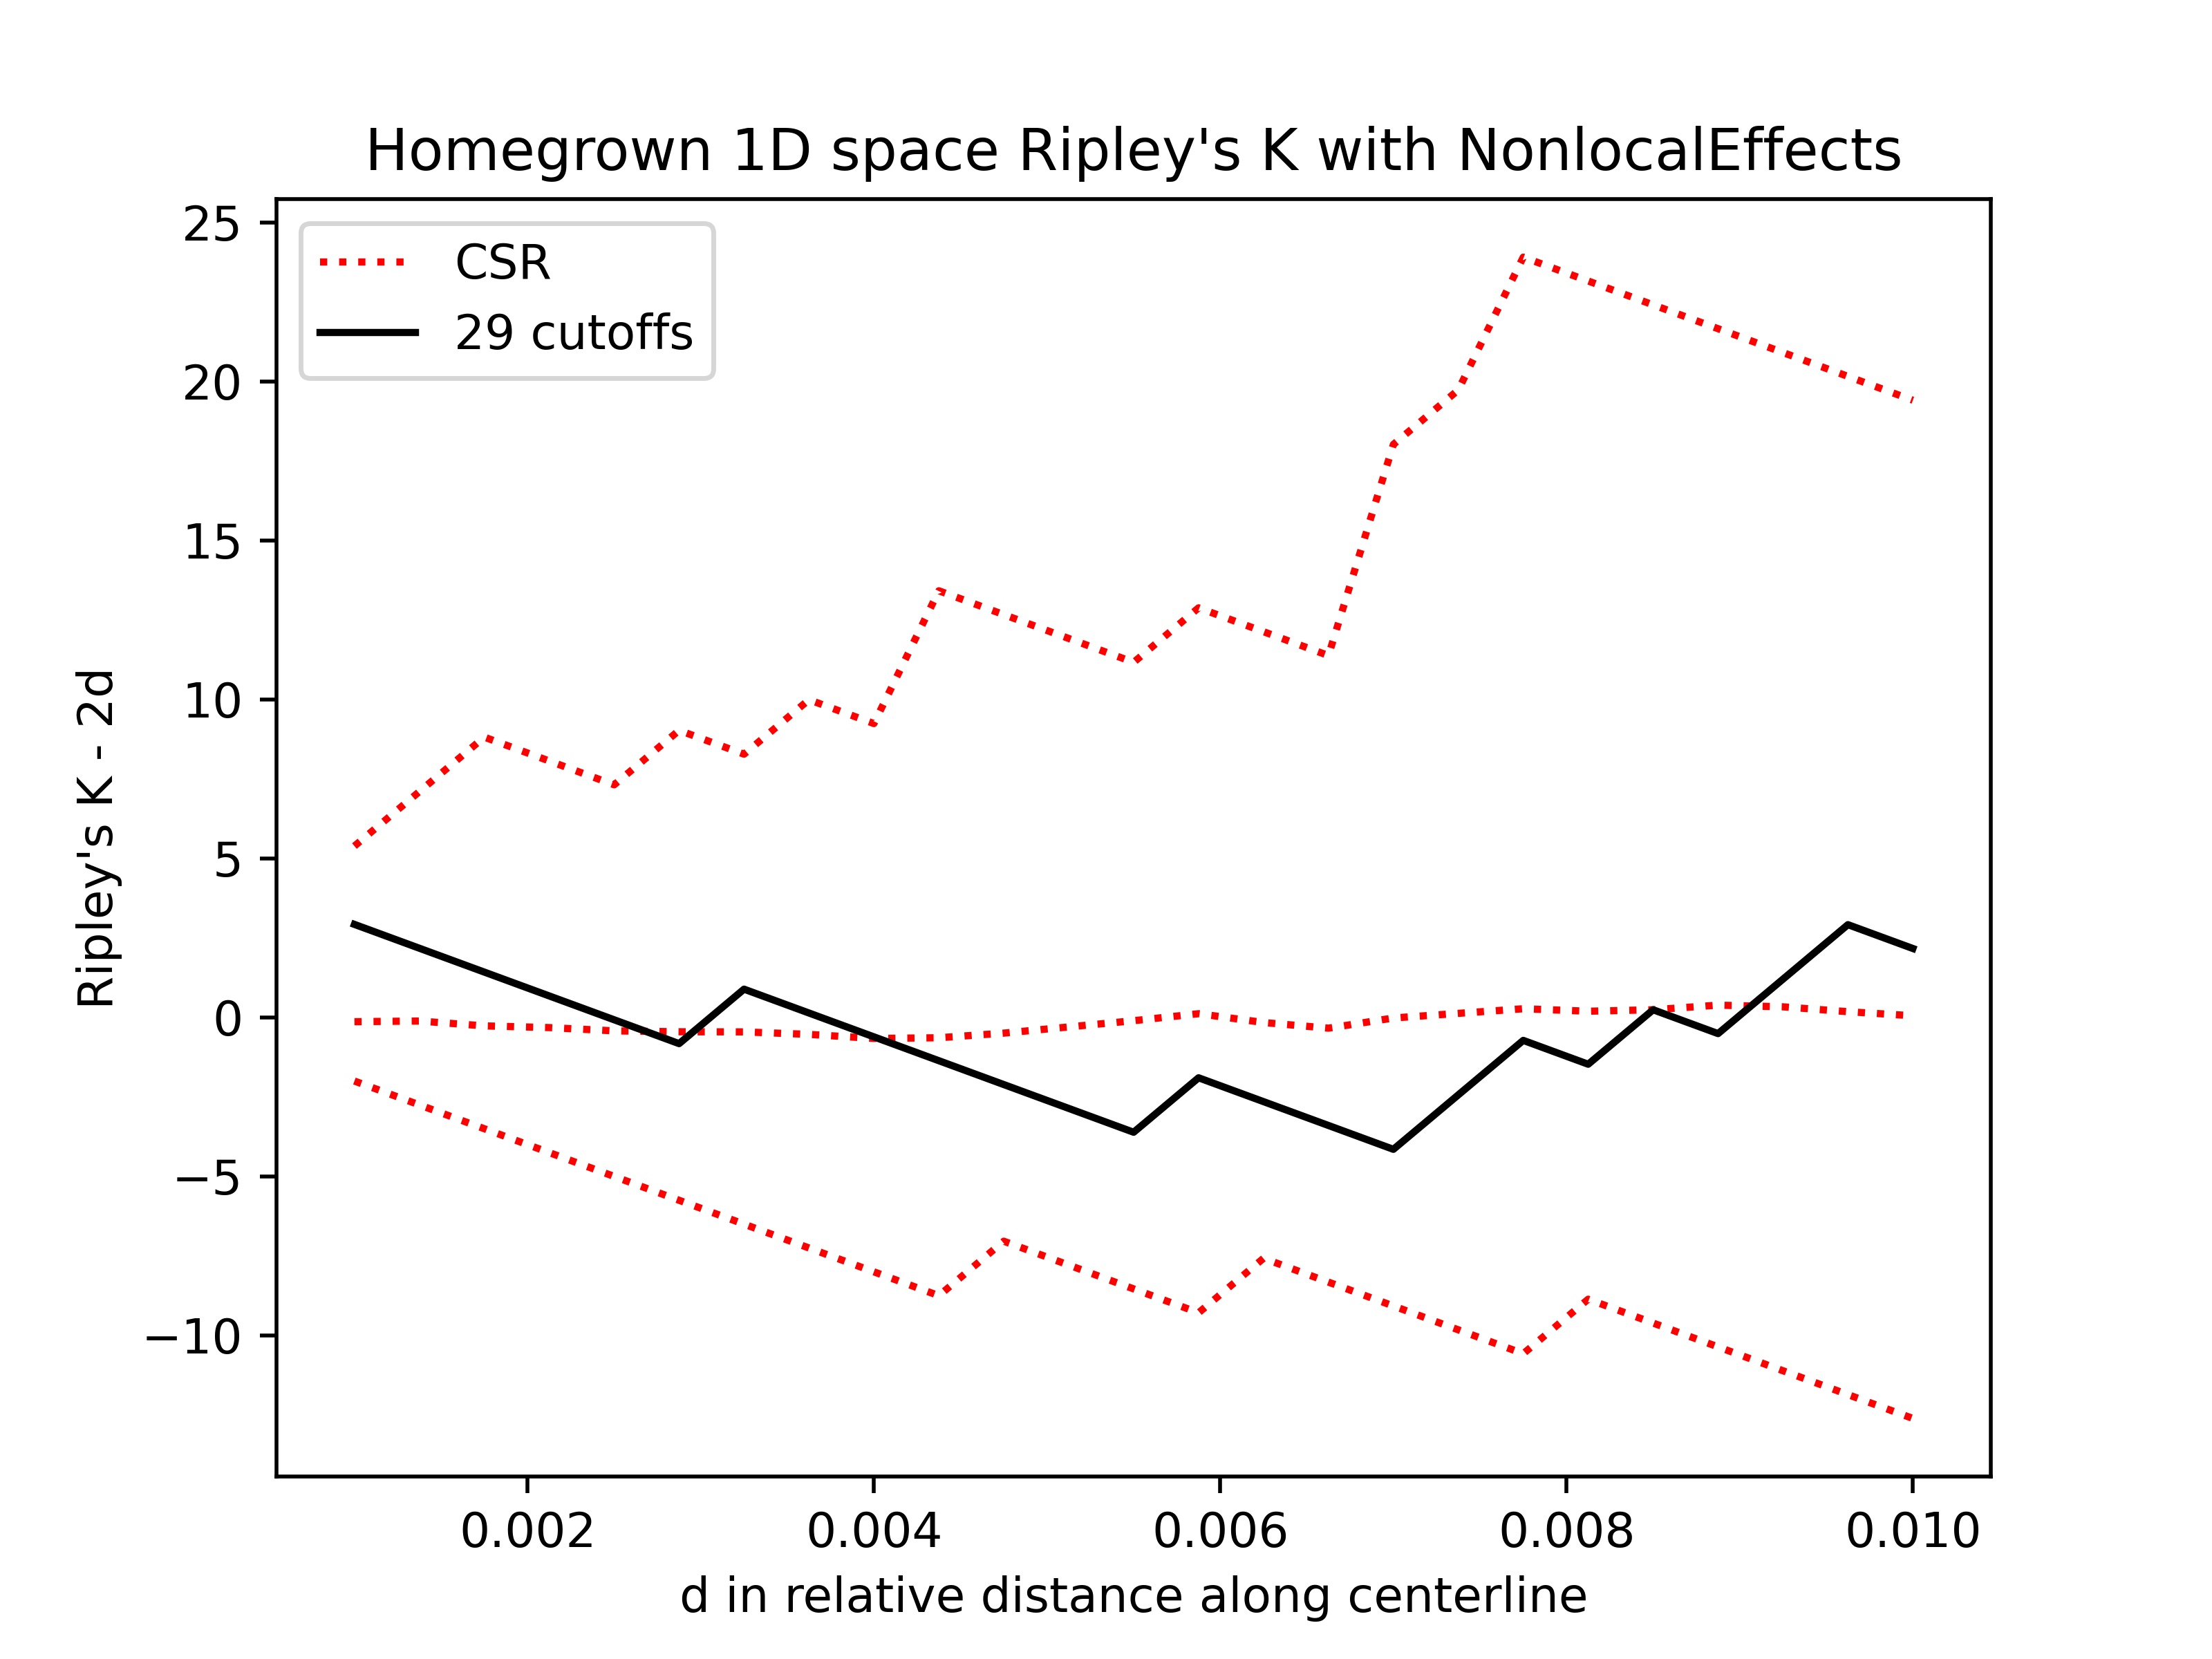 Homegrown 1D space Ripley's K with NonlocalEffects
CSR
29 cutoffs
25
20
15
10
5
0
−5
−10
Ripley's K - 2d
0.002
0.004
0.006
0.008
0.010
d in relative distance along centerline